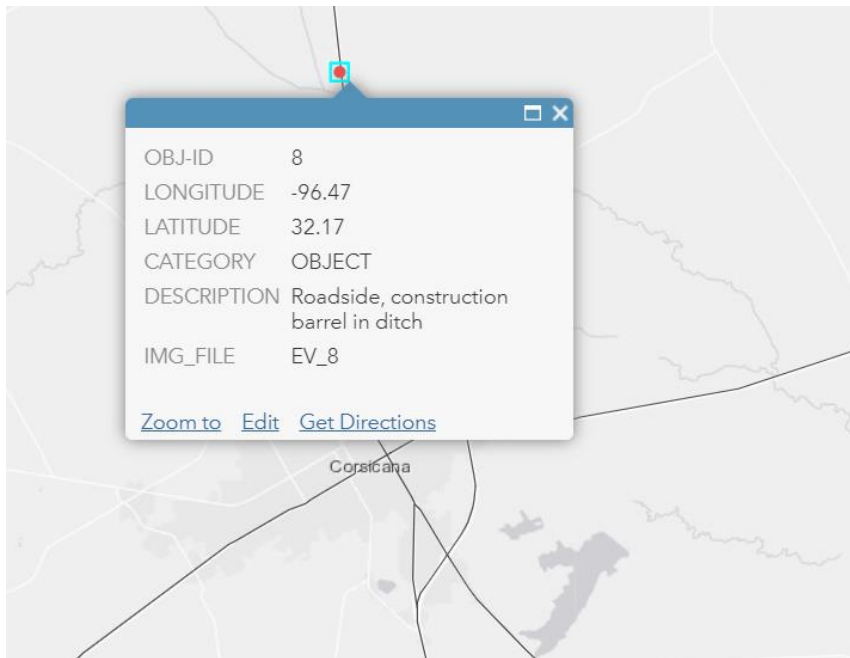 OBJ-ID 8
LONGITUDE -96.47
LATITUDE 32.17
CATEGORY OBJECT
DESCRIPTION Roadside, construction
barrel in ditch
IMG_FILE EV_8
Zoom to Edit Get Directions
Corsicana